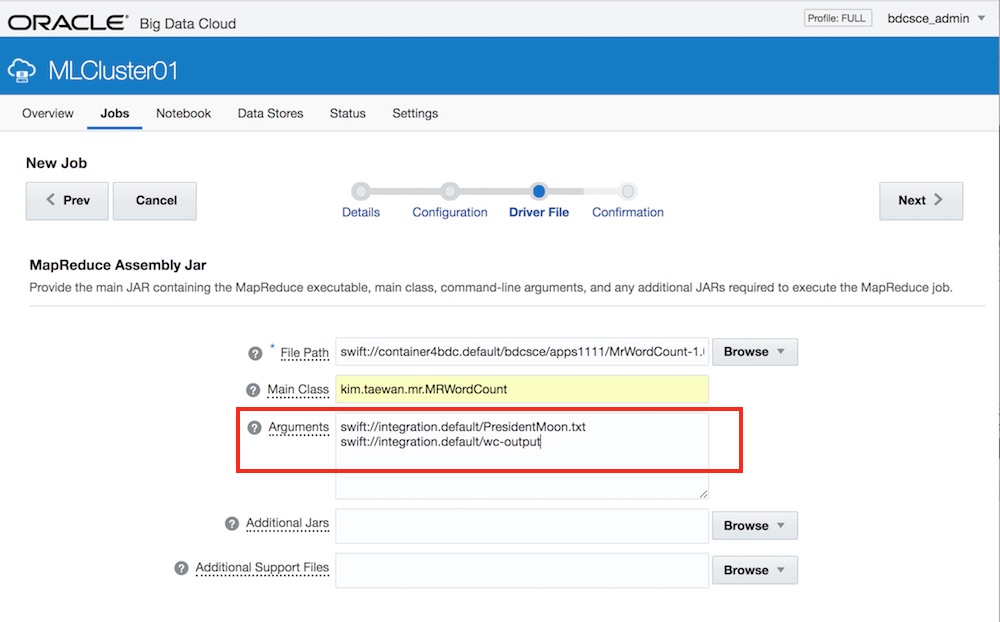 ORACLE® Big Data Cloud
Profile: FULL
bdcsce_admin
MLCluster01
Overview
Jobs
Notebook
Data Stores
Status
Settings
New Job
Prev
Cancel
Details
Configuration
Driver File
Confirmation
Next
MapReduce Assembly Jar
Provide the main JAR containing the MapReduce executable, main class, command-line arguments, and any additional JARs required to execute the MapReduce job.
? * File Path
swift://container4bdc.default/bdcsce/apps1111/MrWordCount-1.
Browse
? Main Class
kim.taewan.mr.MRWordCount
? Arguments
swift://integration.default/PresidentMoon.txt
swift://integration.default/wc-output
? Additional Jars
Browse
? Additional Support Files
Browse